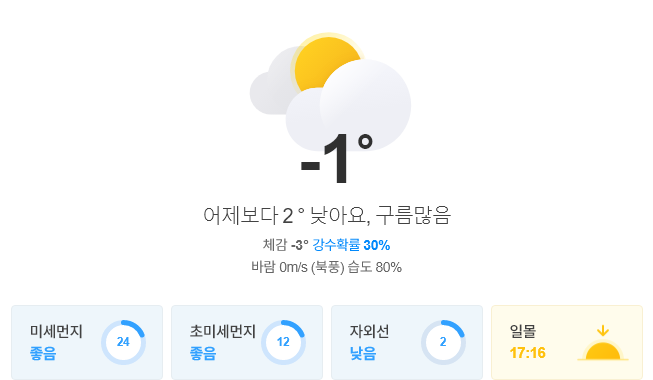 -1°
어제보다 2 ° 낮아요, 구름많음
체감 -3° 강수확률 30%
바람 0m/s (북풍) 습도 80%
미세먼지
좋음
24
초미세먼지
좋음
12
자외선
낮음
2
일몰
17:16